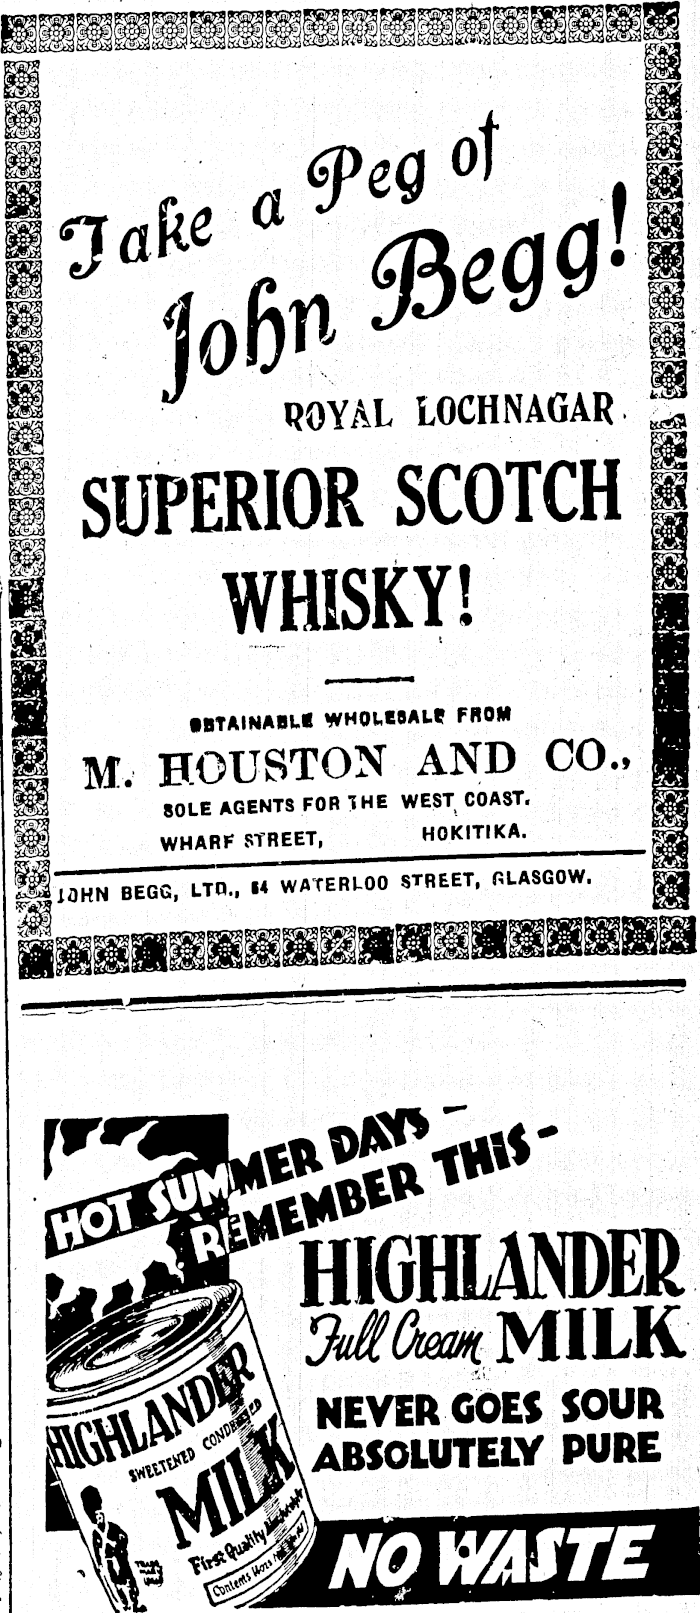 Take a Peg of
John Begg!
ROYAL LOCHNAGAR.
SUPERIOR SCOTCH
WHISKY!
OBTAINABLE WHOLESALE FROM
M. HOUSTON AND CO.,
SOLE AGENTS FOR THE WEST COAST.
WHARF STREET, HOKITIKA.
JOHN BEGG, LTD., 64 WATERLOO STREET, GLASGOW.
HOT SUMMER DAYS -
REMEMBER THIS -
HIGHLANDER
Full Cream MILK
NEVER GOES SOUR
ABSOLUTELY PURE
HIGHLANDER
SWEETENED CONDENSED
MILK
First Quality
TRADE
Contents
NO WASTE